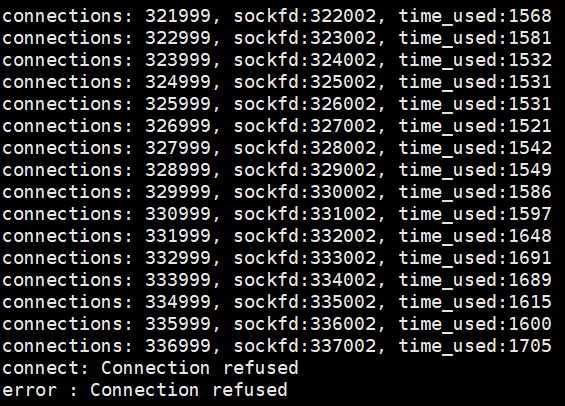 connections: 321999, sockfd:322002, time_used:1568
connections: 322999, sockfd:323002, time_used:1581
connections: 323999, sockfd:324002, time_used:1532
connections: 324999, sockfd:325002, time_used:1531
connections: 325999, sockfd:326002, time_used:1531
connections: 326999, sockfd:327002, time_used:1521
connections: 327999, sockfd:328002, time_used:1542
connections: 328999, sockfd:329002, time_used:1549
connections: 329999, sockfd:330002, time_used:1586
connections: 330999, sockfd:331002, time_used:1597
connections: 331999, sockfd:332002, time_used:1648
connections: 332999, sockfd:333002, time_used:1691
connections: 333999, sockfd:334002, time_used:1689
connections: 334999, sockfd:335002, time_used:1615
connections: 335999, sockfd:336002, time_used:1600
connections: 336999, sockfd:337002, time_used:1705
connect: Connection refused
error : Connection refused